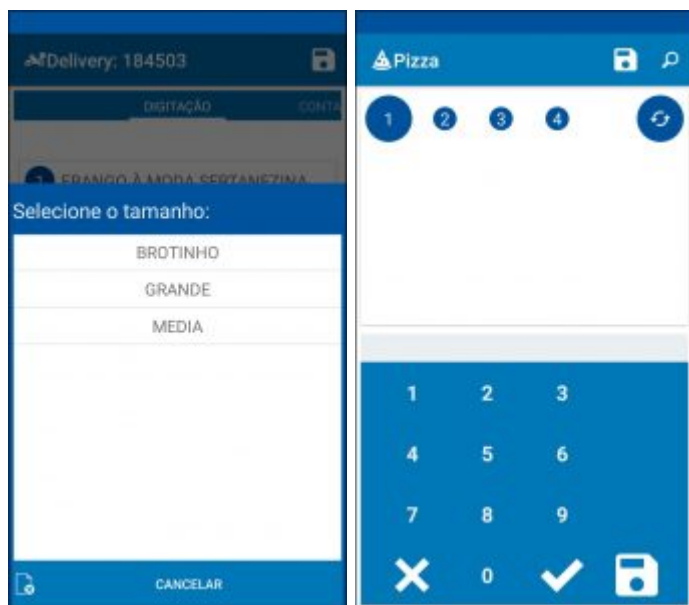 Delivery: 184503
DIGITAÇÃO CONTA
1 FRANGO À MODA SERTANEZINA
Selecione o tamanho:
BROTINHO
GRANDE
MEDIA
CANCELAR
Pizza
1 2 3 4
1 2 3
4 5 6
7 8 9
0